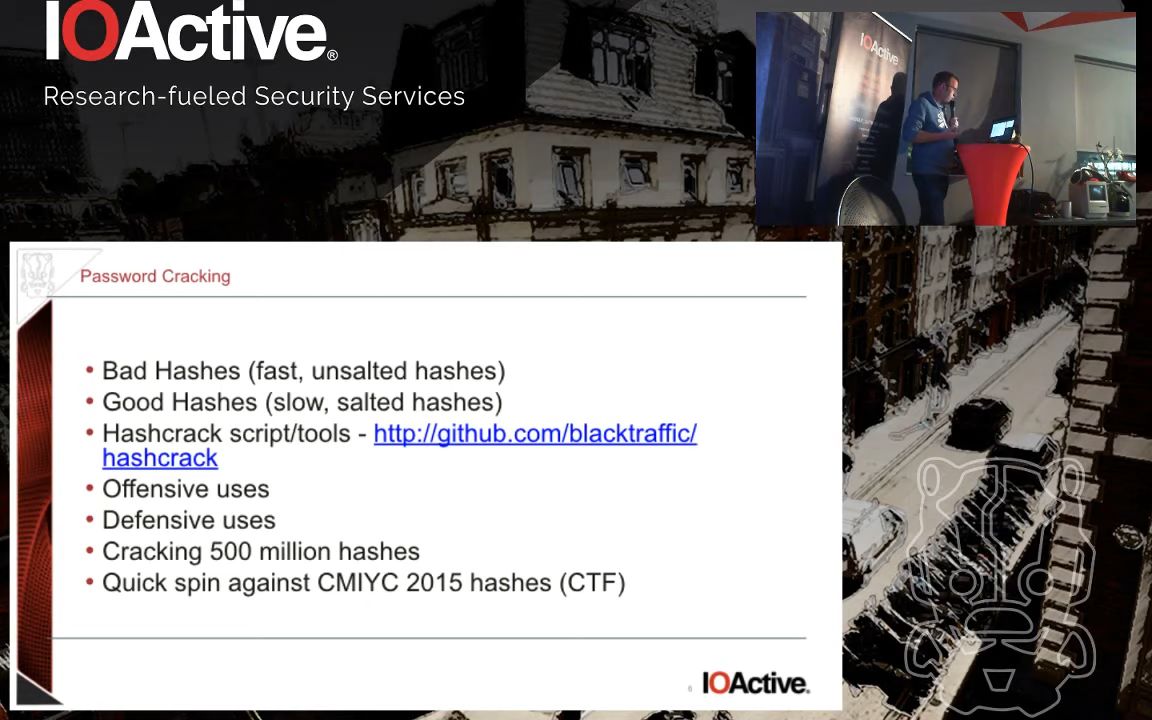 IOActive®
Research-fueled Security Services
IOActive
Password Cracking
• Bad Hashes (fast, unsalted hashes)
• Good Hashes (slow, salted hashes)
• Hashcrack script/tools - http://github.com/blacktraffic/
hashcrack
• Offensive uses
• Defensive uses
• Cracking 500 million hashes
• Quick spin against CMIYC 2015 hashes (CTF)
6
IOActive.